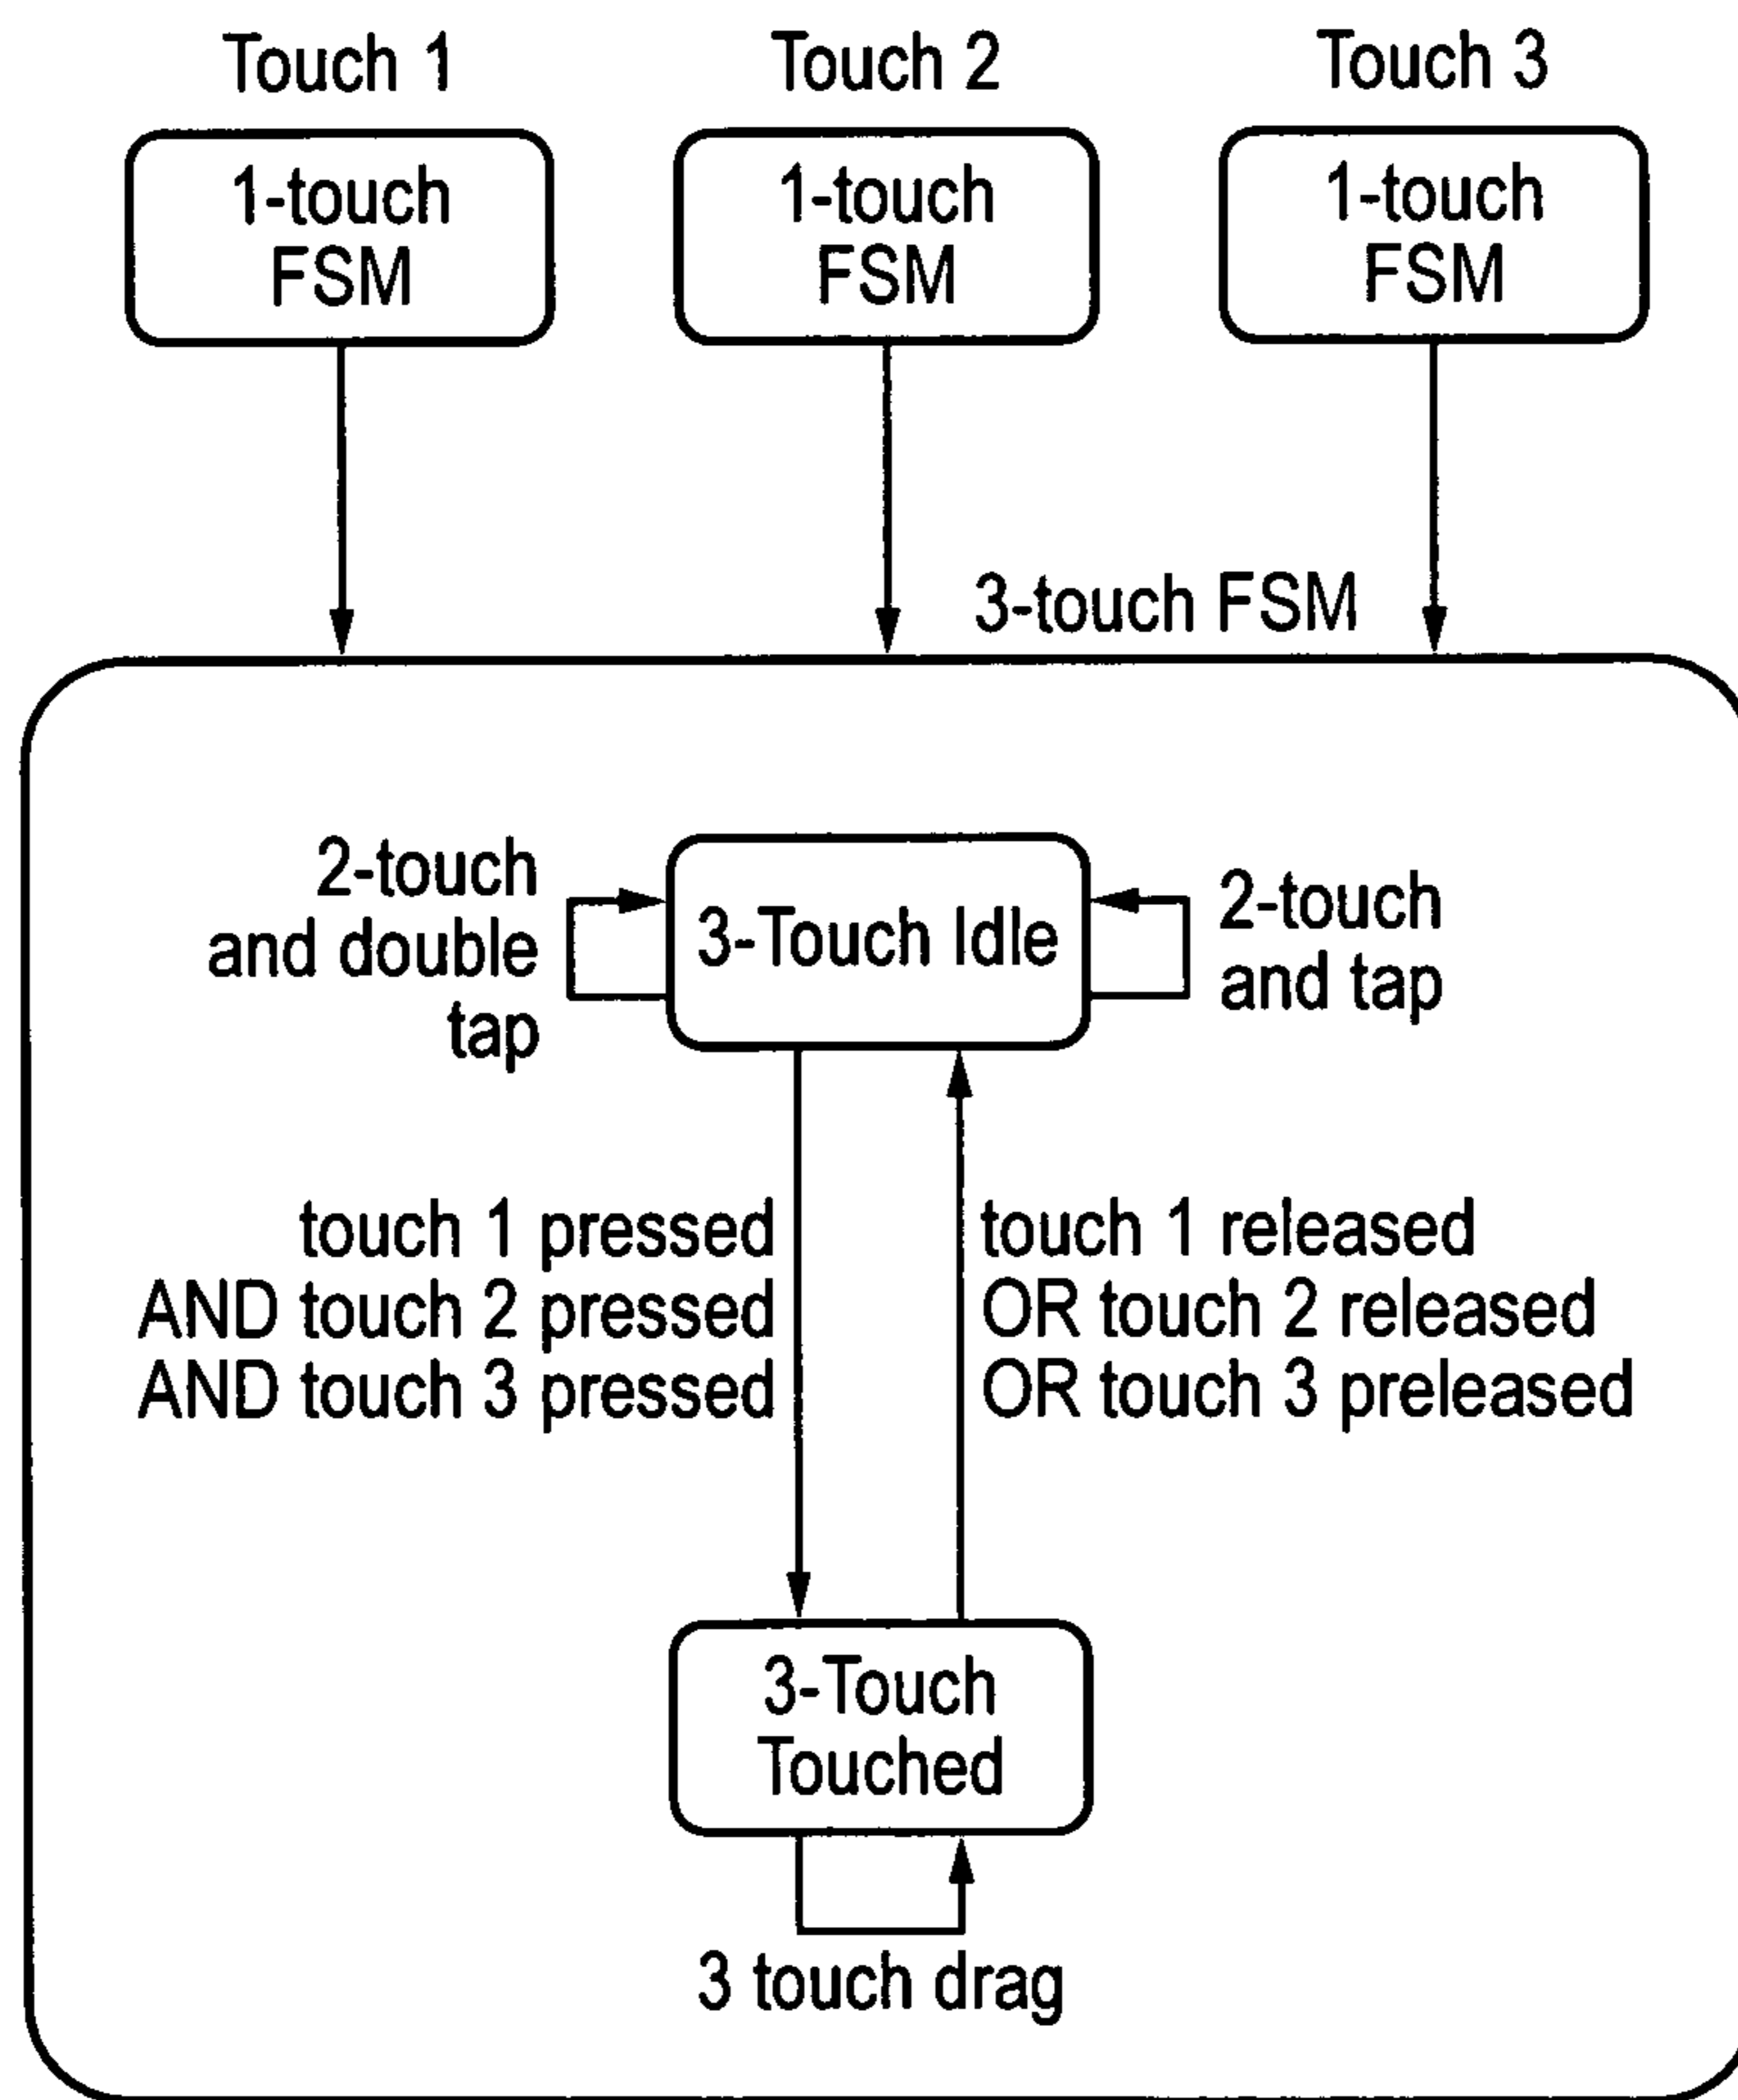 Touch 1
Touch 2
Touch 3
1-touch
FSM
1-touch
FSM
1-touch
FSM
3-touch FSM
2-touch
and double
tap
3-Touch Idle
2-touch
and tap
touch 1 pressed
AND touch 2 pressed
AND touch 3 pressed
touch 1 released
OR touch 2 released
OR touch 3 preleased
3-Touch
Touched
3 touch drag